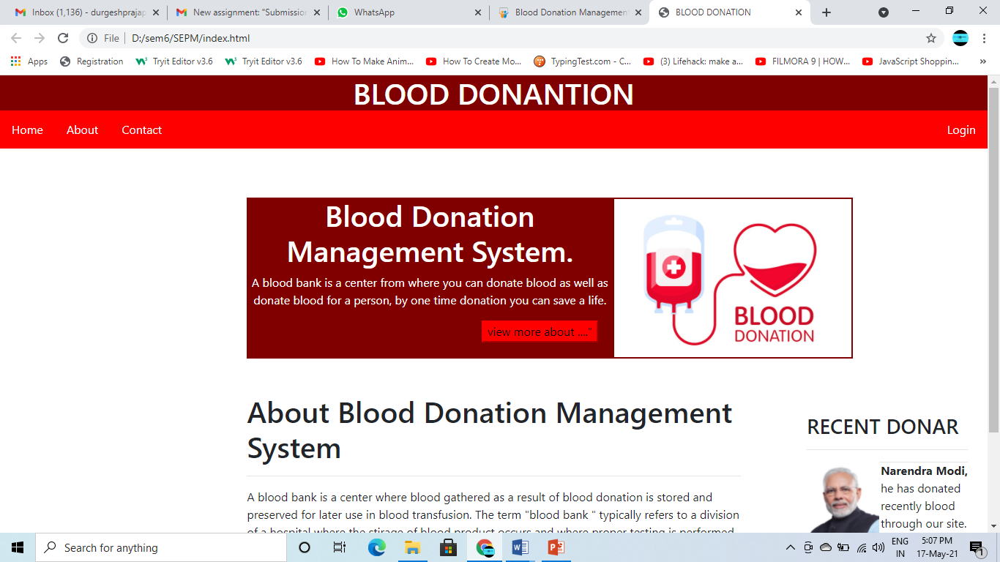 Inbox (1,136) - durgeshprajap
New assignment: "Submission
WhatsApp
Blood Donation Management
BLOOD DONATION
File D:/sem6/SEPM/index.html
Apps
Registration
Tryit Editor v3.6
Tryit Editor v3.6
How To Make Anim...
How To Create Mo...
TypingTest.com - C...
(3) Lifehack: make a...
FILMORA 9 | HOW...
JavaScript Shoppin...
»
BLOOD DONANTION
Home About Contact Login
Blood Donation
Management System.
A blood bank is a center from where you can donate blood as well as
donate blood for a person, by one time donation you can save a life.
view more about ...."
BLOOD
DONATION
About Blood Donation Management
System
A blood bank is a center where blood gathered as a result of blood donation is stored and
preserved for later use in blood transfusion. The term "blood bank " typically refers to a division
of a hospital where the stirage of blood product occurs and where proper testing is performed
RECENT DONAR
Narendra Modi,
he has donated
recently blood
through our site.
Search for anything
ENG
IN
5:07 PM
17-May-21
1